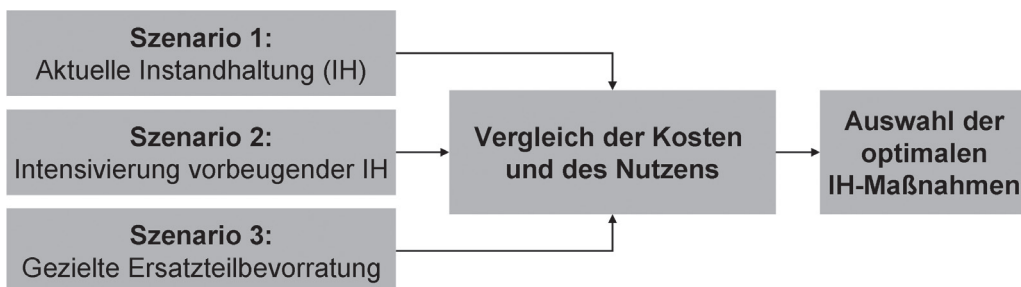 Szenario 1:
Aktuelle Instandhaltung (IH)
Szenario 2:
Intensivierung vorbeugender IH
Szenario 3:
Gezielte Ersatzteilbevorratung
Vergleich der Kosten
und des Nutzens
Auswahl der
optimalen
IH-Maßnahmen